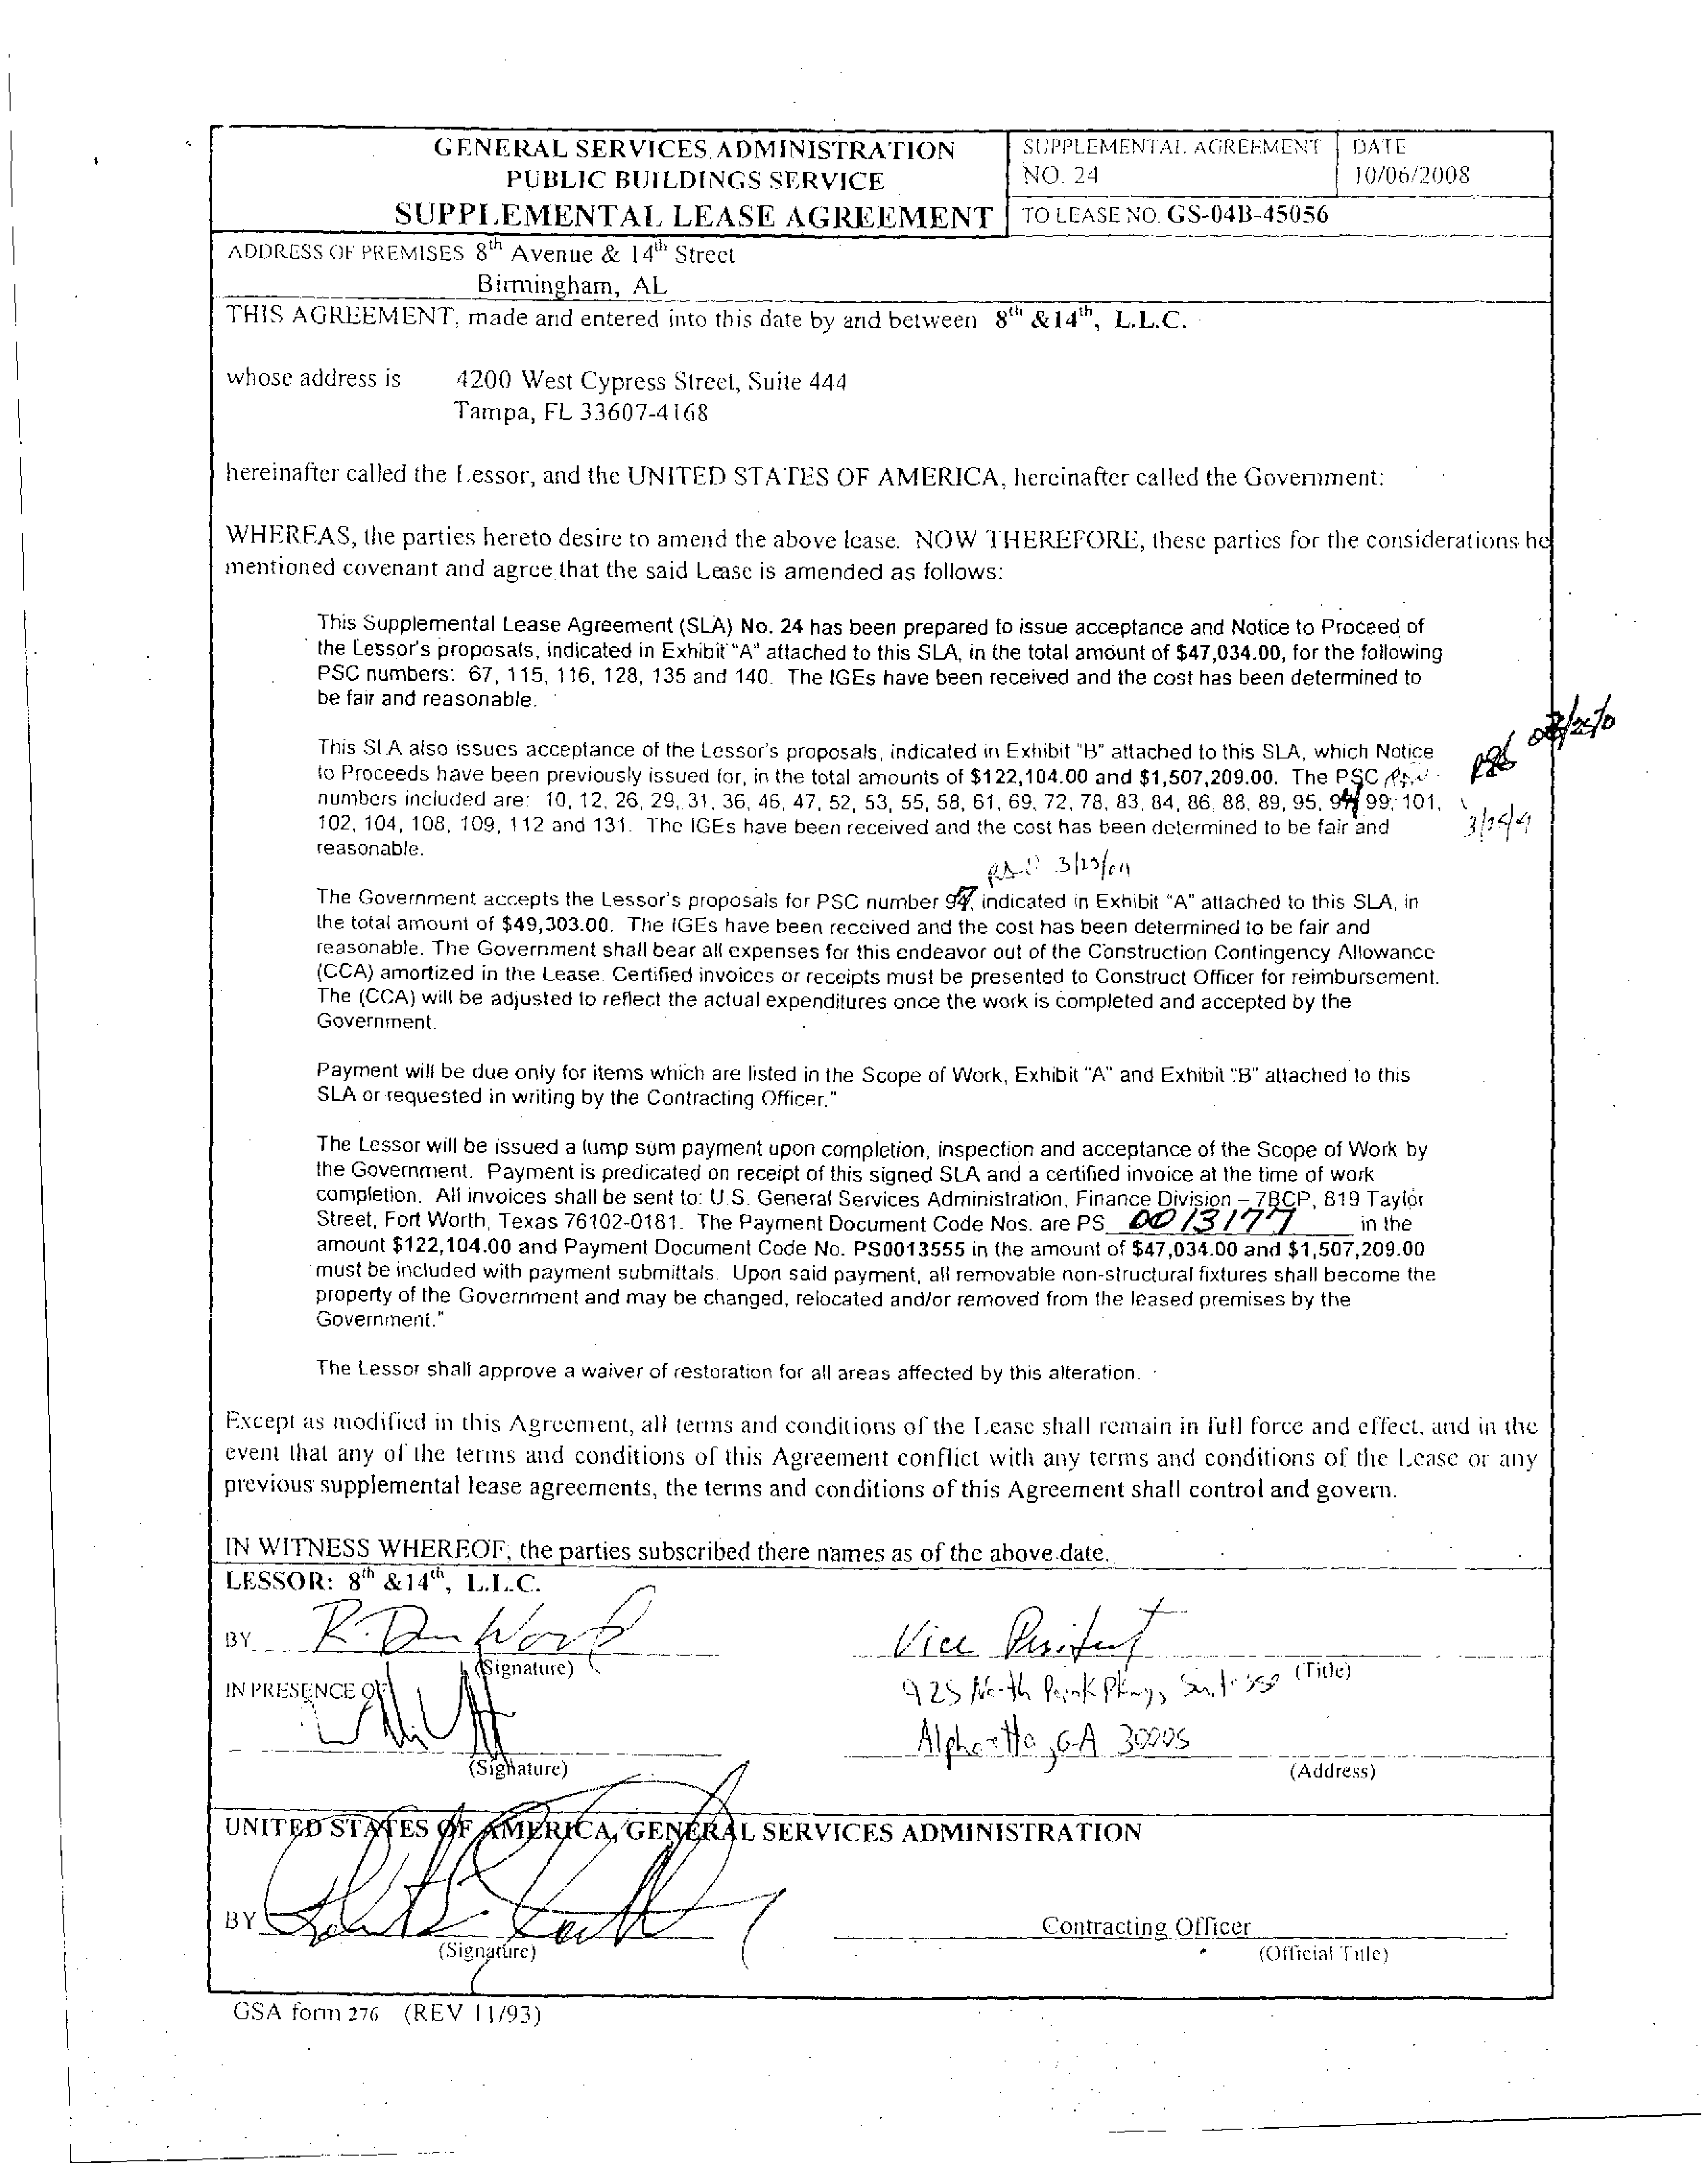 GENERAL SERVICES ADMINISTRATION
PUBLIC BUILDINGS SERVICE
SUPPLEMENTAL LEASE AGREEMENT
SUPPLEMENTAL AGREEMENT
NO. 24
DATE
10/06/2008
TO LEASE NO. GS-04B-45056
ADDRESS OF PREMISES 8th Avenue & 14th Street
Birmingham, AL
THIS AGREEMENT, made and entered into this date by and between 8th &14th, L.L.C.
whose address is 4200 West Cypress Street, Suite 444
Tampa, FL 33607-4168
hereinafter called the Lessor, and the UNITED STATES OF AMERICA, hereinafter called the Government:
WHEREAS, the parties hereto desire to amend the above lease. NOW THEREFORE, these parties for the considerations he
mentioned covenant and agree that the said Lease is amended as follows:
This Supplemental Lease Agreement (SLA) No. 24 has been prepared to issue acceptance and Notice to Proceed of
the Lessor's proposals, indicated in Exhibit "A" attached to this SLA, in the total amount of $47,034.00, for the following
PSC numbers: 67, 115, 116, 128, 135 and 140. The IGEs have been received and the cost has been determined to
be fair and reasonable.
This SLA also issues acceptance of the Lessor's proposals, indicated in Exhibit "B" attached to this SLA, which Notice
to Proceeds have been previously issued for, in the total amounts of $122,104.00 and $1,507,209.00. The PSC
numbers included are: 10, 12, 26, 29, 31, 36, 46, 47, 52, 53, 55, 58, 61, 69, 72, 78, 83, 84, 86, 88, 89, 95, 99, 101,
102, 104, 108, 109, 112 and 131. The IGEs have been received and the cost has been determined to be fair and
reasonable.
The Government accepts the Lessor's proposals for PSC number indicated in Exhibit "A" attached to this SLA, in
the total amount of $49,303.00. The IGEs have been received and the cost has been determined to be fair and
reasonable. The Government shall bear all expenses for this endeavor out of the Construction Contingency Allowance
(CCA) amortized in the Lease. Certified invoices or receipts must be presented to Construct Officer for reimbursement.
The (CCA) will be adjusted to reflect the actual expenditures once the work is completed and accepted by the
Government.
Payment will be due only for items which are listed in the Scope of Work, Exhibit "A" and Exhibit "B" attached to this
SLA or requested in writing by the Contracting Officer."
The Lessor will be issued a lump sum payment upon completion, inspection and acceptance of the Scope of Work by
the Government. Payment is predicated on receipt of this signed SLA and a certified invoice at the time of work
completion. All invoices shall be sent to: U.S. General Services Administration, Finance Division – 7BCP, 819 Taylor
Street, Fort Worth, Texas 76102-0181. The Payment Document Code Nos. are PS 0013177 in the
amount $122,104.00 and Payment Document Code No. PS0013555 in the amount of $47,034.00 and $1,507,209.00
must be included with payment submittals. Upon said payment, all removable non-structural fixtures shall become the
property of the Government and may be changed, relocated and/or removed from the leased premises by the
Government."
The Lessor shall approve a waiver of restoration for all areas affected by this alteration.
Except as modified in this Agreement, all terms and conditions of the Lease shall remain in full force and effect, and in the
event that any of the terms and conditions of this Agreement conflict with any terms and conditions of the Lease or any
previous supplemental lease agreements, the terms and conditions of this Agreement shall control and govern.
IN WITNESS WHEREOF, the parties subscribed there names as of the above date.
LESSOR: 8th &14th, L.L.C.
BY Vice President
(Signature) (Title)
IN PRESENCE OF 925 North Point Pkwy, Suite 350
Alpharetta, GA 30005
(Signature) (Address)
UNITED STATES OF AMERICA, GENERAL SERVICES ADMINISTRATION
BY Contracting Officer
(Signature) (Official Title)
GSA form 276 (REV 11/93)